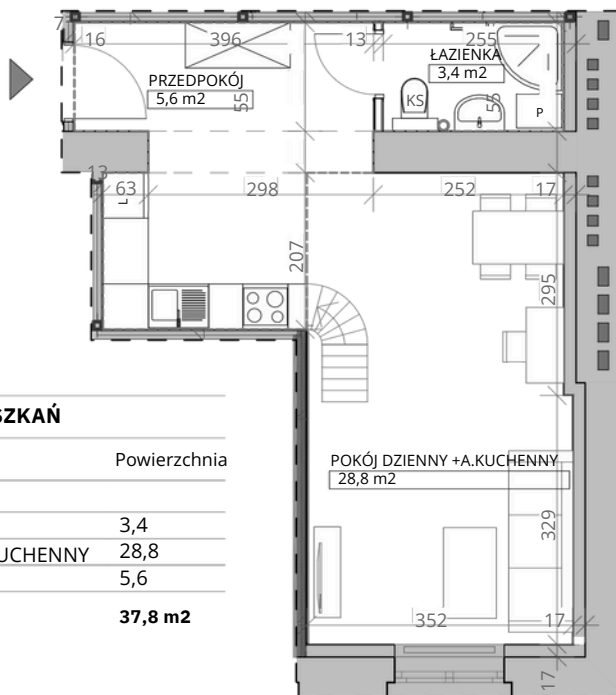 7
16 396 13 255
ŁAZIENKA
3,4 m2
PRZEDPOKÓJ
5,6 m2
55
KS
55
P
13
63 298 252 17
L
207
295
SZKAŃ
Powierzchnia
POKÓJ DZIENNY +A.KUCHENNY
28,8 m2
3,4
UCHENNY 28,8
5,6
37,8 m2
329
352 17
17